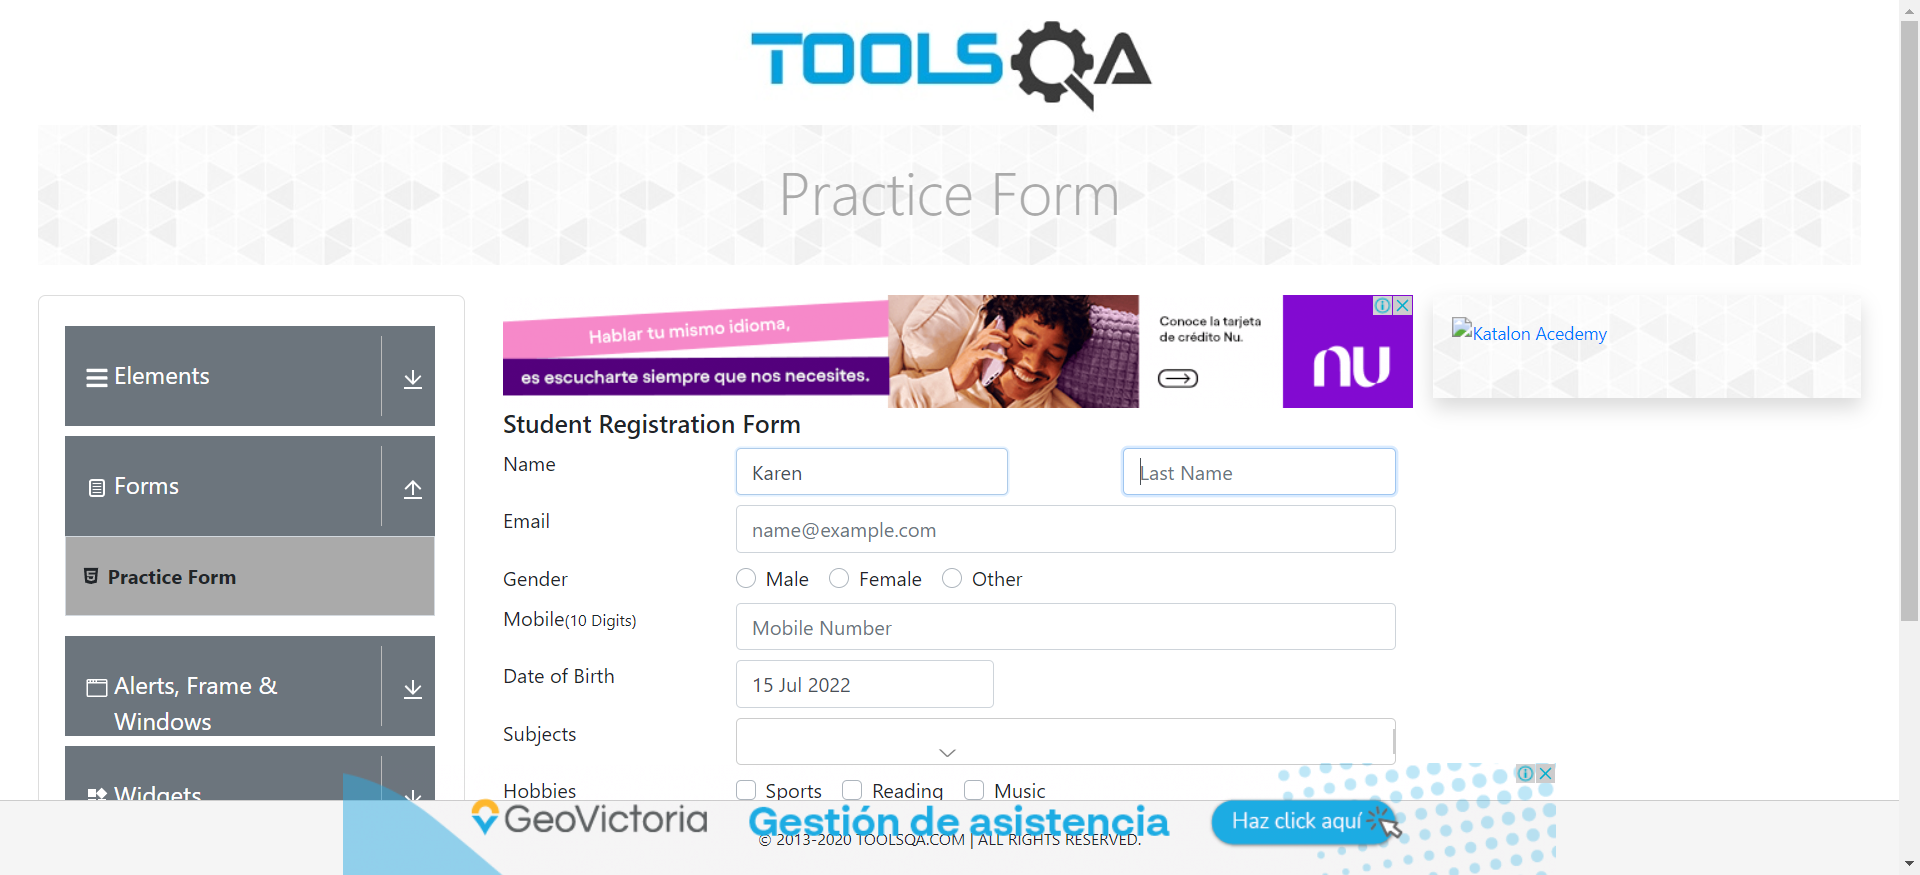 TOOLSQA
Practice Form
Elements
Forms
Practice Form
Alerts, Frame &
Windows
Widgets
Hablar tu mismo idioma,
es escucharte siempre que nos necesites.
Conoce la tarjeta
de crédito Nu.
nu
Katalon Acedemy
Student Registration Form
Name
Karen
Last Name
Email
name@example.com
Gender
Male
Female
Other
Mobile(10 Digits)
Mobile Number
Date of Birth
15 Jul 2022
Subjects
Hobbies
Sports
Reading
Music
GeoVictoria
Gestión de asistencia
Haz click aquí
© 2013-2020 TOOLSQA.COM | ALL RIGHTS RESERVED.